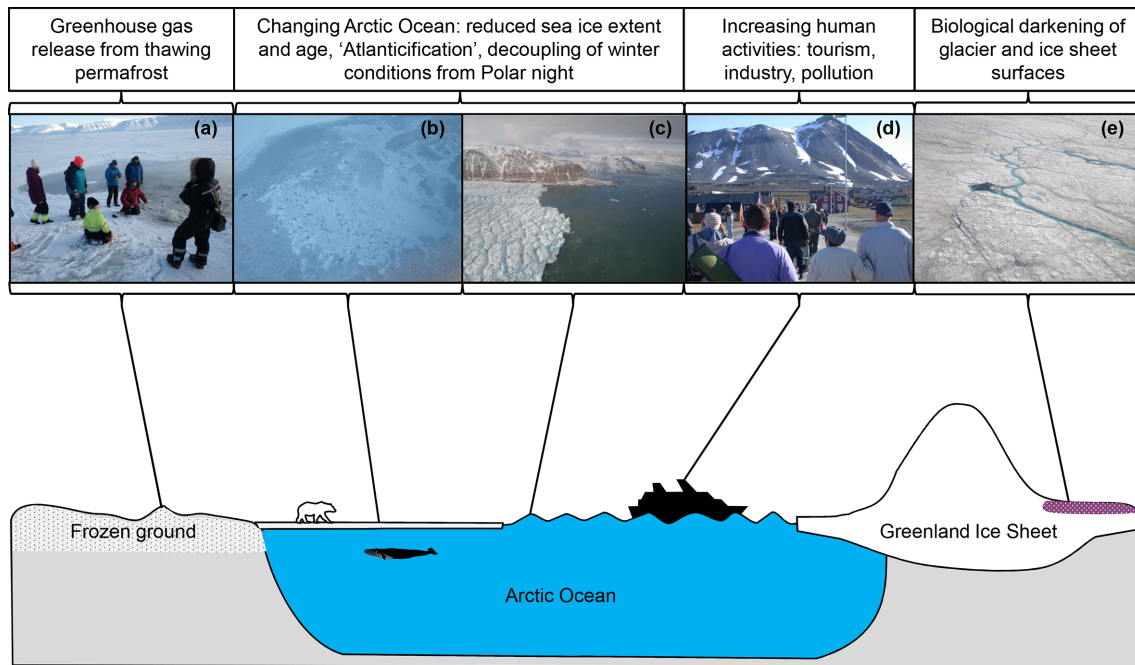 Greenhouse gas
release from thawing
permafrost
Changing Arctic Ocean: reduced sea ice extent
and age, ‘Atlanticification’, decoupling of winter
conditions from Polar night
Increasing human
activities: tourism,
industry, pollution
Biological darkening of
glacier and ice sheet
surfaces
(a)
(b)
(c)
(d)
(e)
Frozen ground
Greenland Ice Sheet
Arctic Ocean